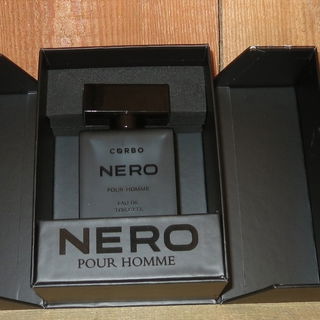 CORBO
NERO
POUR HOMME
EAU DE
TOILETTE
NERO
POUR HOMME